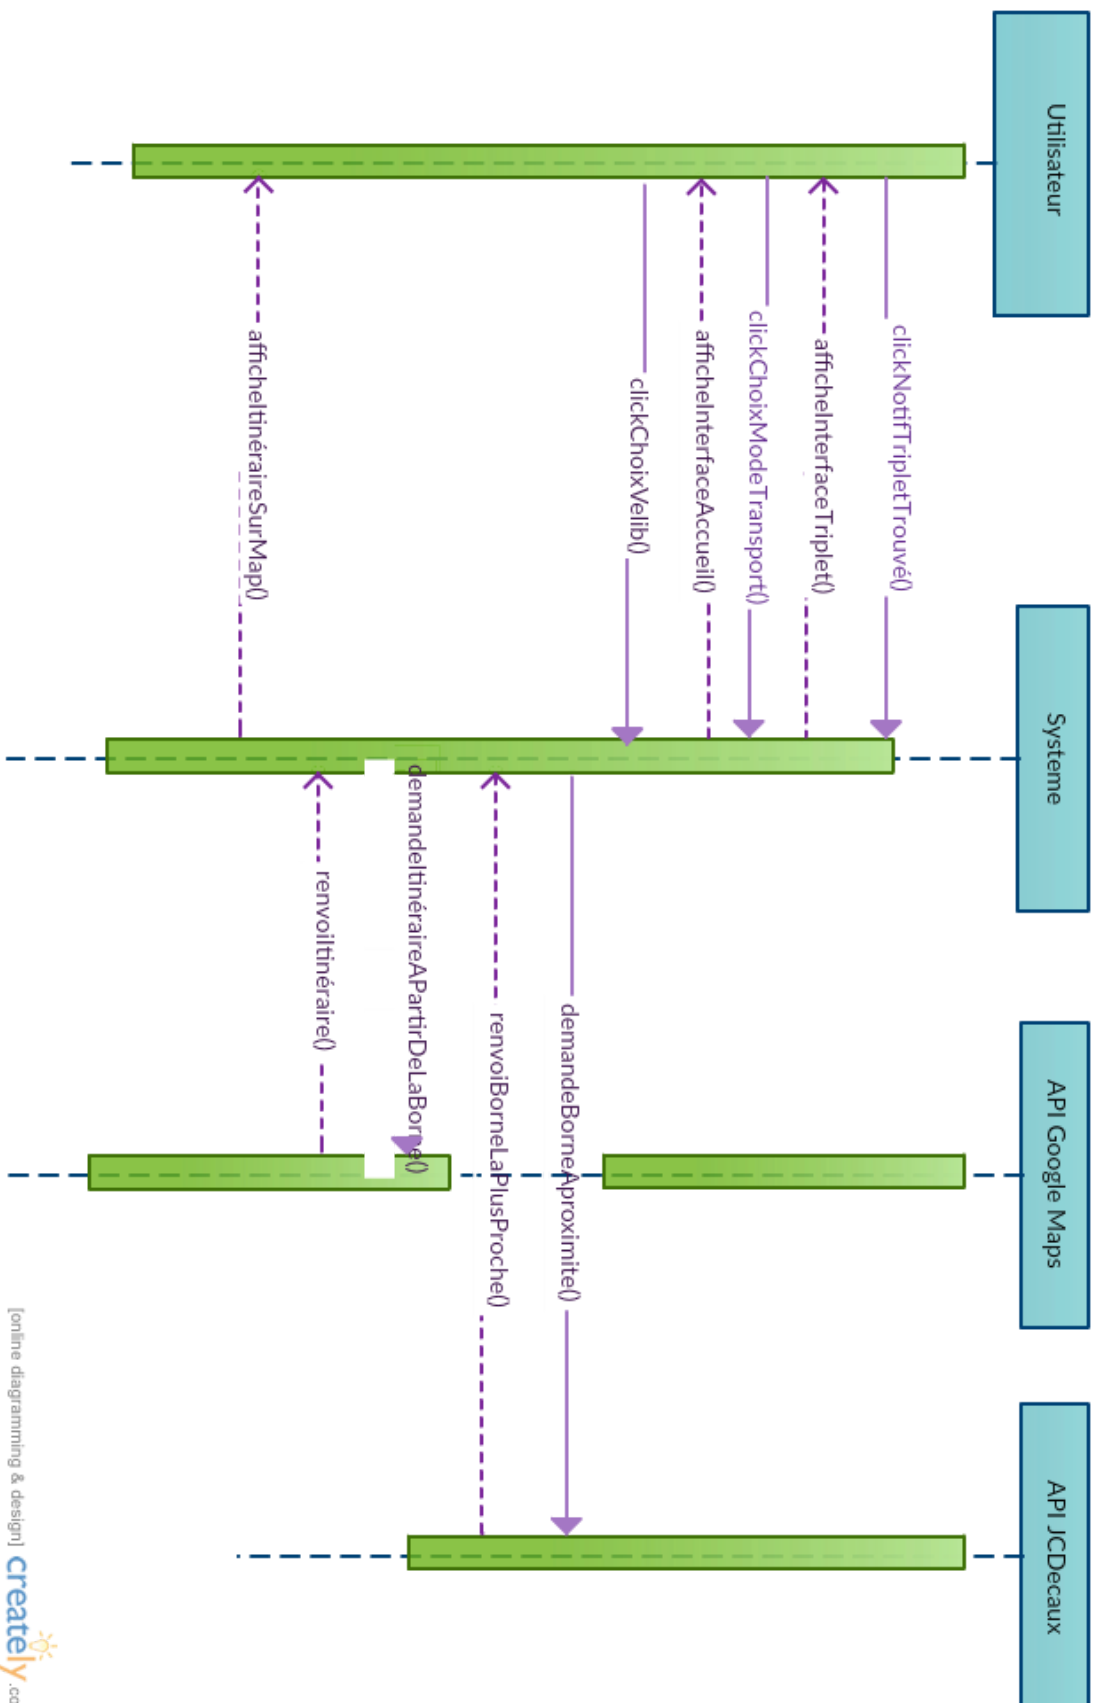 Utilisateur
Systeme
API Google Maps
API JCDecaux
clickNotifTripletTrouvé()
afficheInterfaceTriplet()
clickChoixModeTransport()
afficheInterfaceAccueil()
clickChoixVelib()
demandeBorneAproximite()
renvoiBorneLaPlusProche()
demandeItinéraireAPartirDeLaBorne()
renvoiItinéraire()
afficheItinéraireSurMap()
[online diagramming & design] creately.co